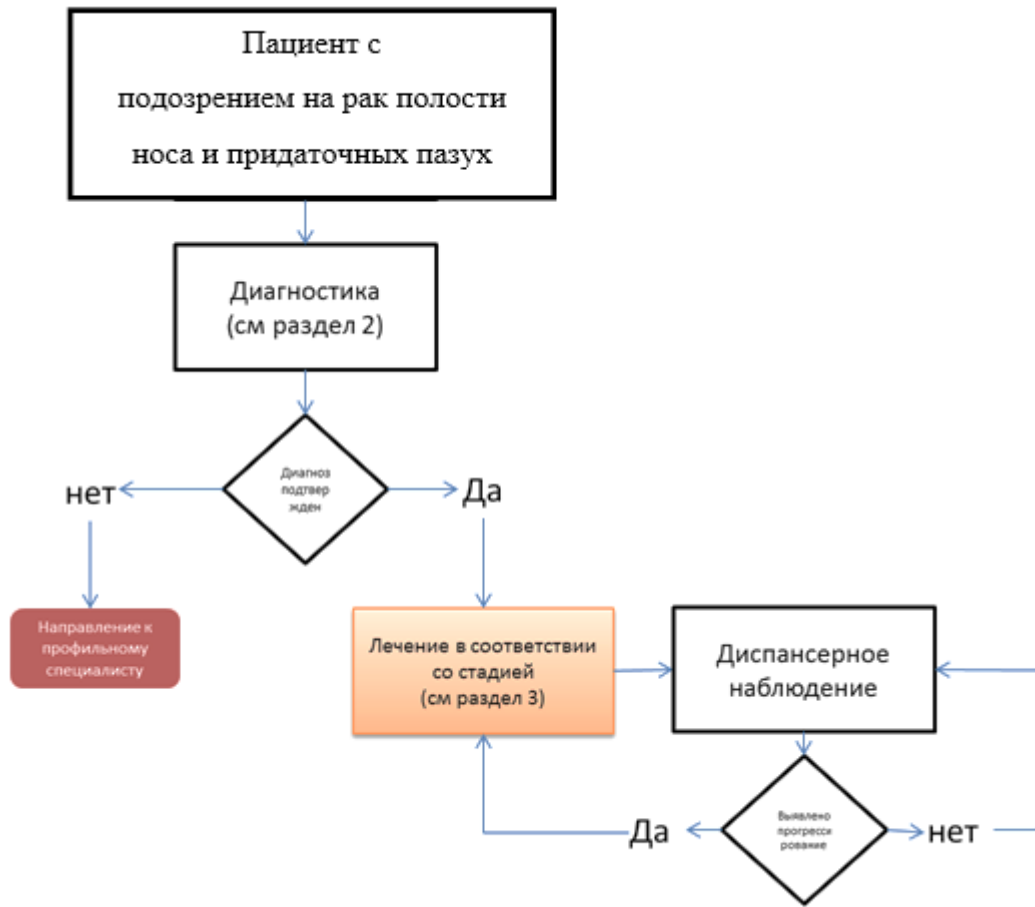 Пациент с
подозрением на рак полости
носа и придаточных пазух
Диагностика
(см раздел 2)
Диагноз
подтвер
жден
нет
Да
Направление к
профильному
специалисту
Лечение в соответствии
со стадией
(см раздел 3)
Диспансерное
наблюдение
Выявлено
прогресси
рование
Да
нет